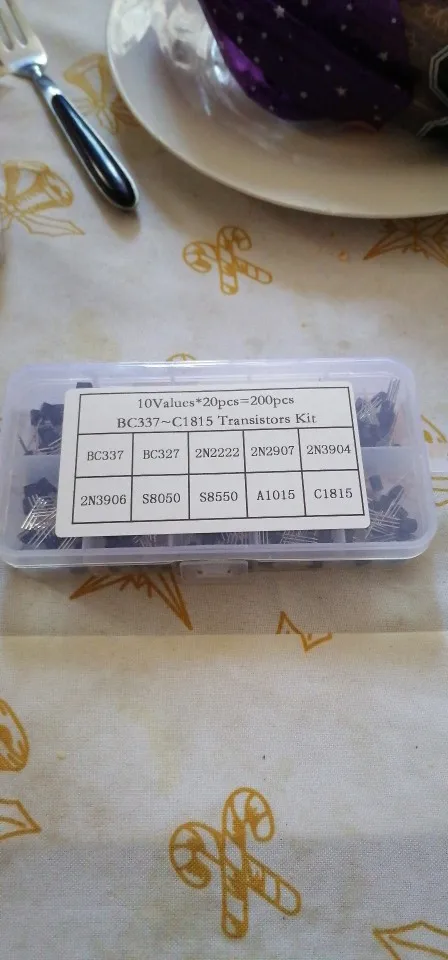 10Values*20pcs=200pcs
BC337~C1815 Transistors Kit
BC337 BC327 2N2222 2N2907 2N3904
2N3906 S8050 S8550 A1015 C1815